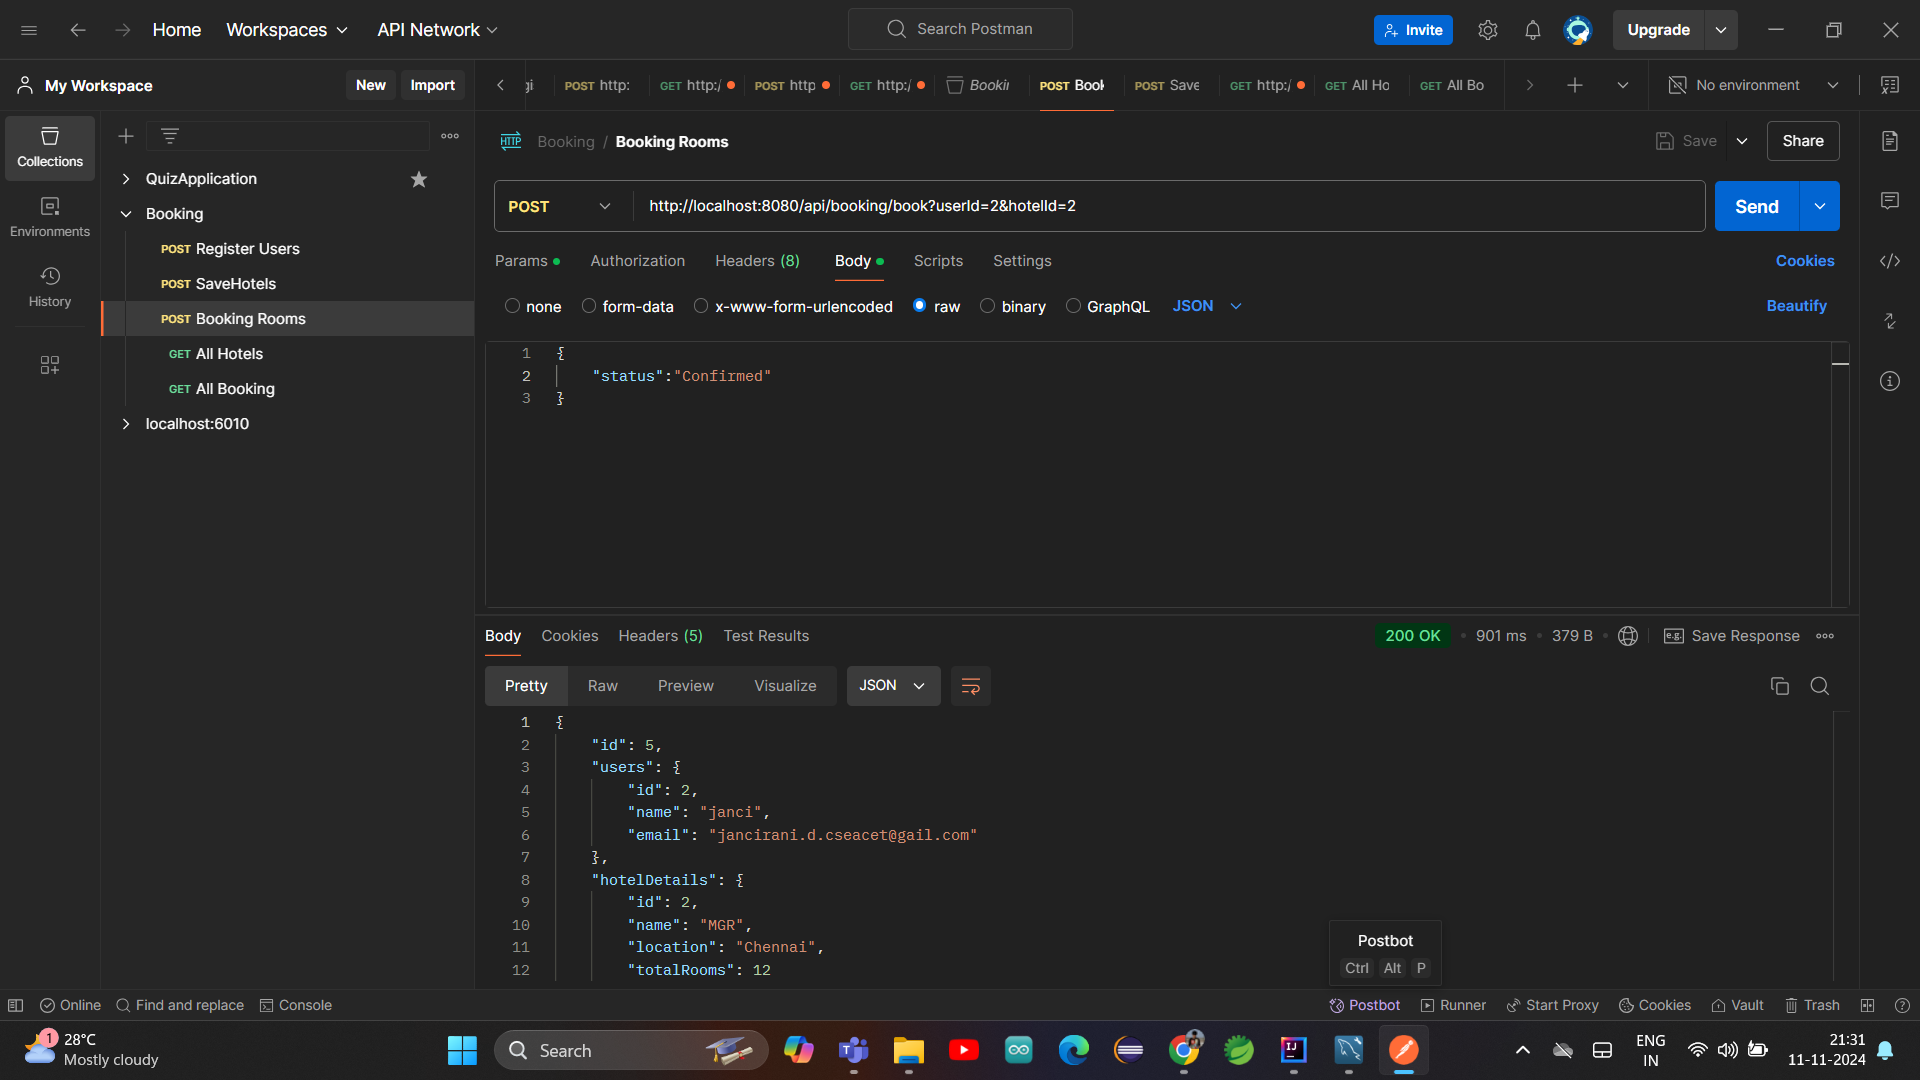 Home Workspaces API Network Search Postman Invite Upgrade
My Workspace New Import
POST http: GET http:/ POST http GET http:/ Bookin POST Book POST Save GET http:/ GET All Ho GET All Bo No environment
Collections
Environments
History
QuizApplication
Booking
POST Register Users
POST SaveHotels
POST Booking Rooms
GET All Hotels
GET All Booking
localhost:6010
HTTP Booking / Booking Rooms Save Share
POST http://localhost:8080/api/booking/book?userId=2&hotelId=2 Send
Params Authorization Headers (8) Body Scripts Settings Cookies
none form-data x-www-form-urlencoded raw binary GraphQL JSON Beautify
1 {
2 "status":"Confirmed"
3 }
Body Cookies Headers (5) Test Results 200 OK 901 ms 379 B e.g. Save Response
Pretty Raw Preview Visualize JSON
1 {
2 "id": 5,
3 "users": {
4 "id": 2,
5 "name": "janci",
6 "email": "jancirani.d.cseacet@gail.com"
7 },
8 "hotelDetails": {
9 "id": 2,
10 "name": "MGR",
11 "location": "Chennai",
12 "totalRooms": 12
Postbot
Ctrl Alt P
Online Find and replace Console Postbot Runner Start Proxy Cookies Vault Trash
1 28°C
Mostly cloudy
Search
IJ
ENG
IN
21:31
11-11-2024